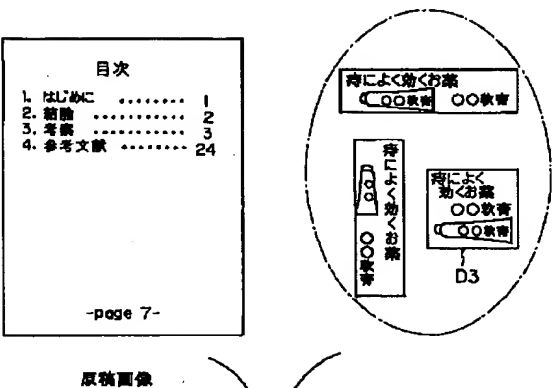 目次
1. はじめに ‥‥‥‥ 1
2. 結論 ‥‥‥‥‥ 2
3. 考察 ‥‥‥‥‥ 3
4. 参考文献 ‥‥‥‥ 24
-page 7-
原稿画像
痔によく効くお薬
○○軟膏 ○○軟膏
痔によく効くお薬
○○
○○軟膏
痔によく
効くお薬
○○軟膏
○○軟膏
D3